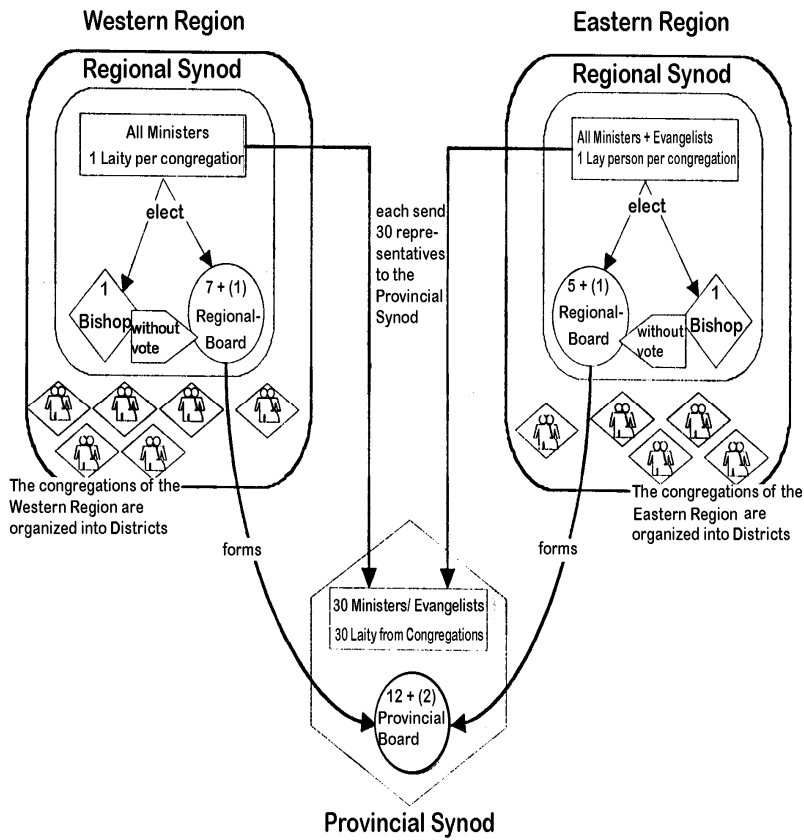 Western Region
Regional Synod
All Ministers
1 Laity per congregation
elect
1
Bishop
without
vote
7 + (1)
Regional-
Board
The congregations of the
Western Region are
organized into Districts
Eastern Region
Regional Synod
All Ministers + Evangelists
1 Lay person per congregation
elect
5 + (1)
Regional-
Board
without
vote
1
Bishop
The congregations of the
Eastern Region are
organized into Districts
each send
30 repre-
sentatives
to the
Provincial
Synod
forms
forms
30 Ministers/ Evangelists
30 Laity from Congregations
12 + (2)
Provincial
Board
Provincial Synod